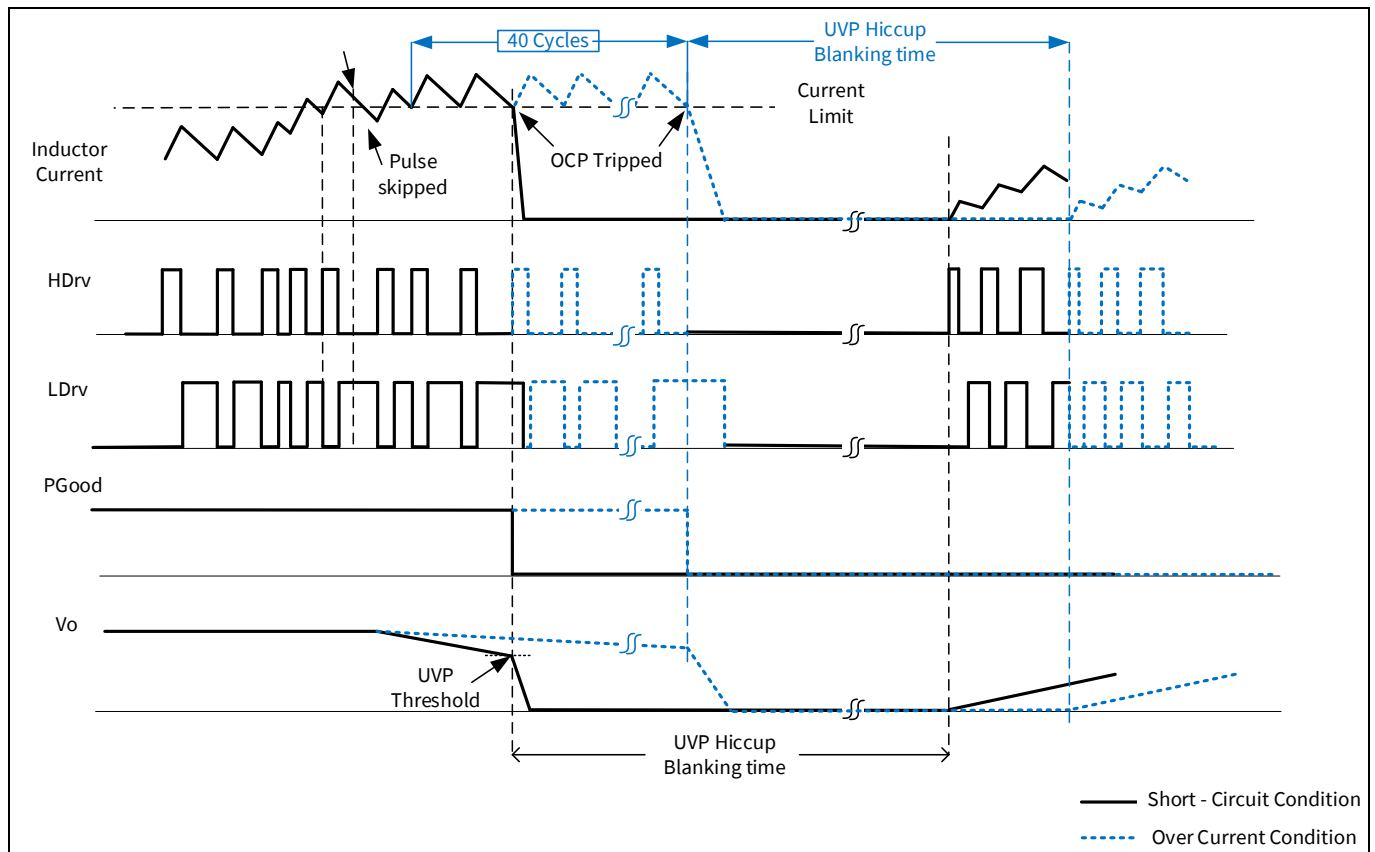 40 Cycles
UVP Hiccup
Blanking time
Current
Limit
Inductor
Current
Pulse
skipped
OCP Tripped
HDrv
LDrv
PGood
Vo
UVP
Threshold
UVP Hiccup
Blanking time
Short - Circuit Condition
Over Current Condition